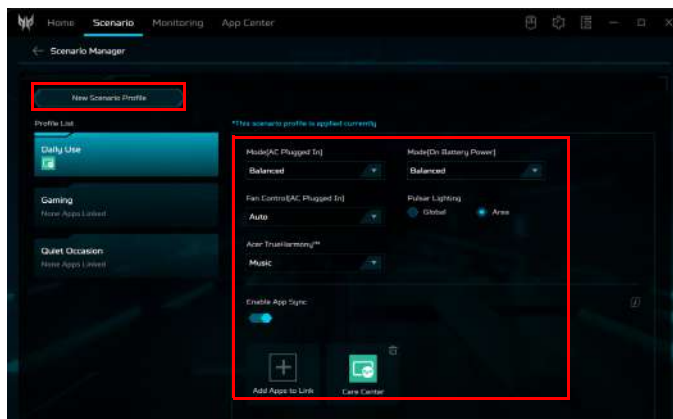 Home Scenario Monitoring App Center
Scenario Manager
New Scenario Profile
Profile List
*This scenario profile is applied currently
Daily Use
Gaming
None Apps Linked
Quiet Occasion
None Apps Linked
Mode(AC Plugged In) Mode(On Battery Power)
Balanced Balanced
Fan Control(AC Plugged In) Pulsar Lighting
Auto Global Area
Acer TrueHarmony™
Music
Enable App Sync
Add Apps to Link Care Center